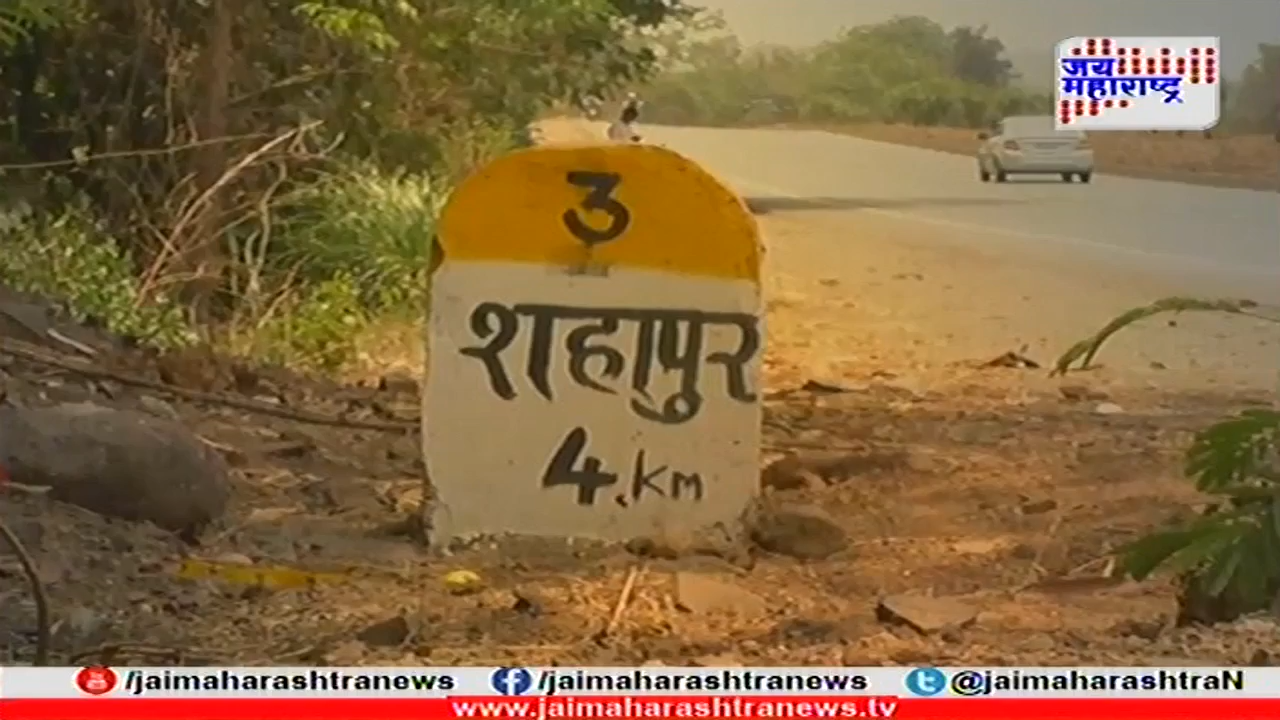 जय
महाराष्ट्र
3
शहापुर
4.km
/jaimaharashtranews /jaimaharashtranews @jaimaharashtraN
www.jaimaharashtranews.tv